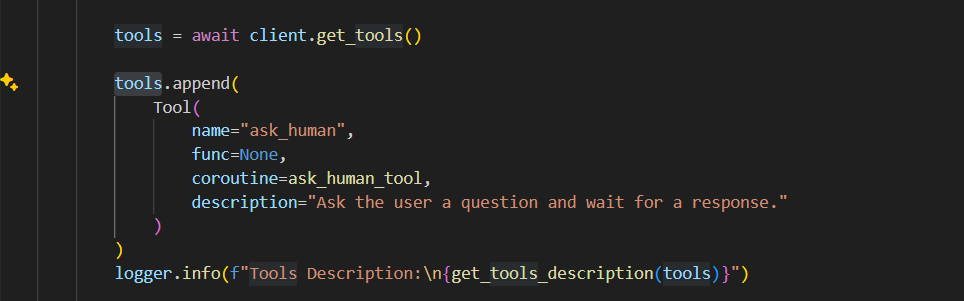 tools = await client.get_tools()
tools.append(
Tool(
name="ask_human",
func=None,
coroutine=ask_human_tool,
description="Ask the user a question and wait for a response."
)
)
logger.info(f"Tools Description:\n{get_tools_description(tools)}")